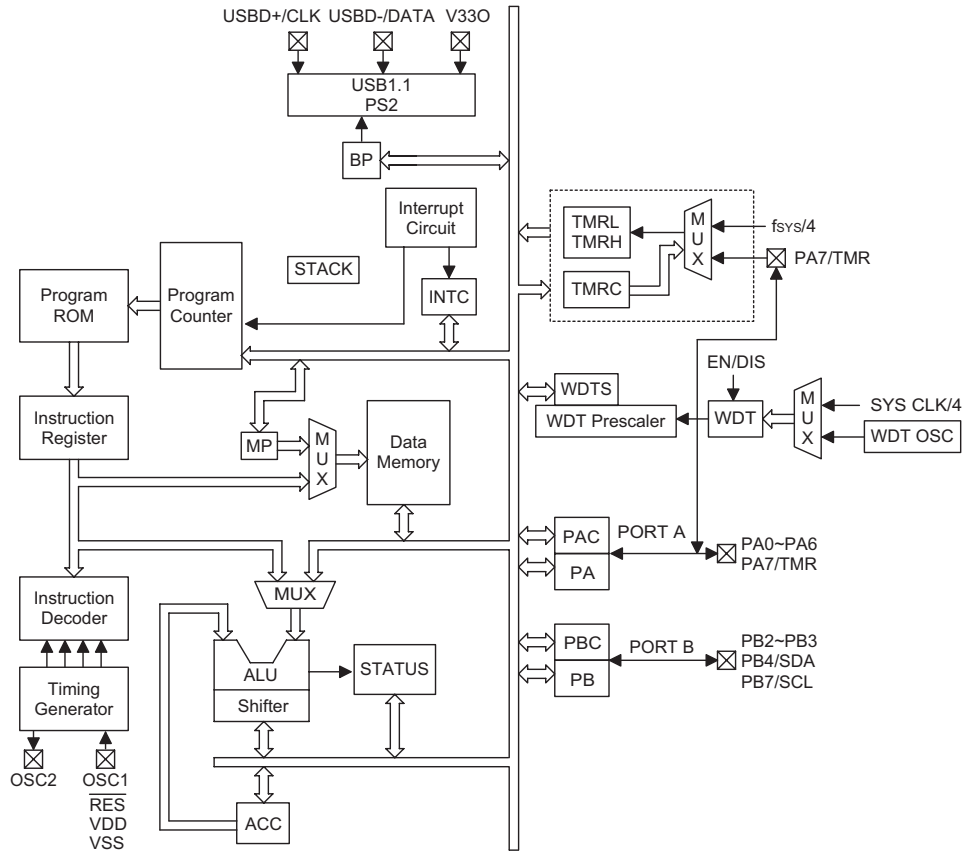 USBD+/CLK USBD-/DATA V33O
USB1.1
PS2
BP
Interrupt
Circuit
STACK
INTC
Program
ROM
Program
Counter
TMRL
TMRH
TMRC
MUX
fSYS/4
PA7/TMR
EN/DIS
WDTS
WDT Prescaler
WDT
MUX
SYS CLK/4
WDT OSC
Instruction
Register
MP
MUX
Data
Memory
PAC
PA
PORT A
PA0~PA6
PA7/TMR
MUX
Instruction
Decoder
ALU
Shifter
STATUS
PBC
PB
PORT B
PB2~PB3
PB4/SDA
PB7/SCL
Timing
Generator
OSC2
OSC1
RES
VDD
VSS
ACC